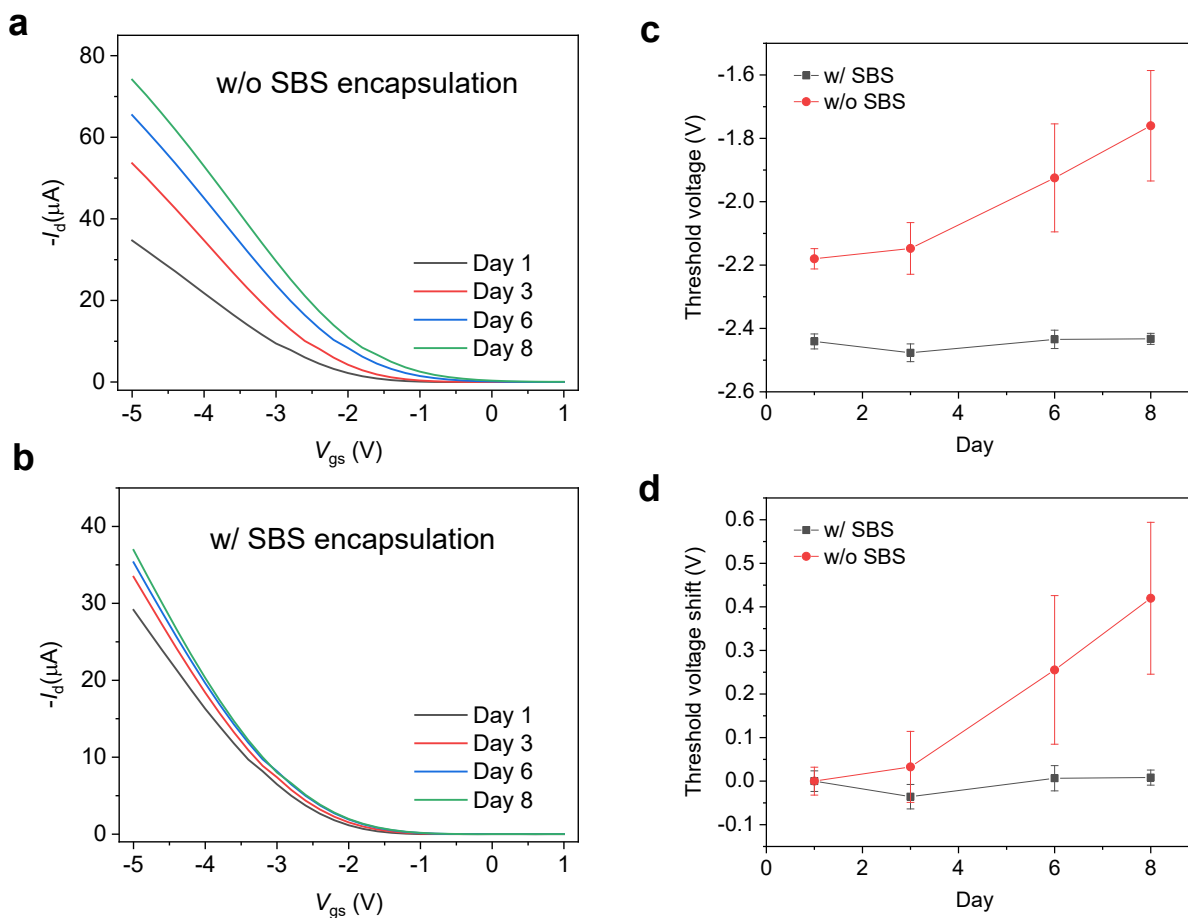 a
w/o SBS encapsulation
80
60
40
20
0
-I_d(μA)
Day 1
Day 3
Day 6
Day 8
-5 -4 -3 -2 -1 0 1
V_gs (V)
b
w/ SBS encapsulation
40
30
20
10
0
-I_d(μA)
Day 1
Day 3
Day 6
Day 8
-5 -4 -3 -2 -1 0 1
V_gs (V)
c
w/ SBS
w/o SBS
-1.6
-1.8
-2.0
-2.2
-2.4
-2.6
Threshold voltage (V)
0 2 4 6 8
Day
d
w/ SBS
w/o SBS
0.6
0.5
0.4
0.3
0.2
0.1
0.0
-0.1
Threshold voltage shift (V)
0 2 4 6 8
Day